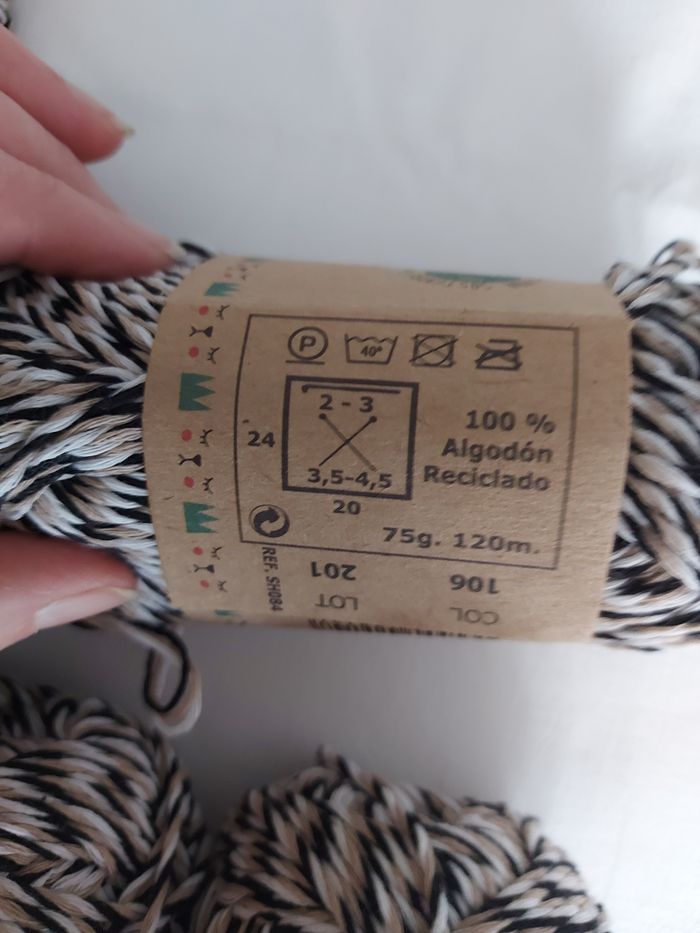 P
40°
2 - 3
24
3,5-4,5
20
100 %
Algodón
Reciclado
75g. 120m.
REF. SH084
COL LOT
106 201